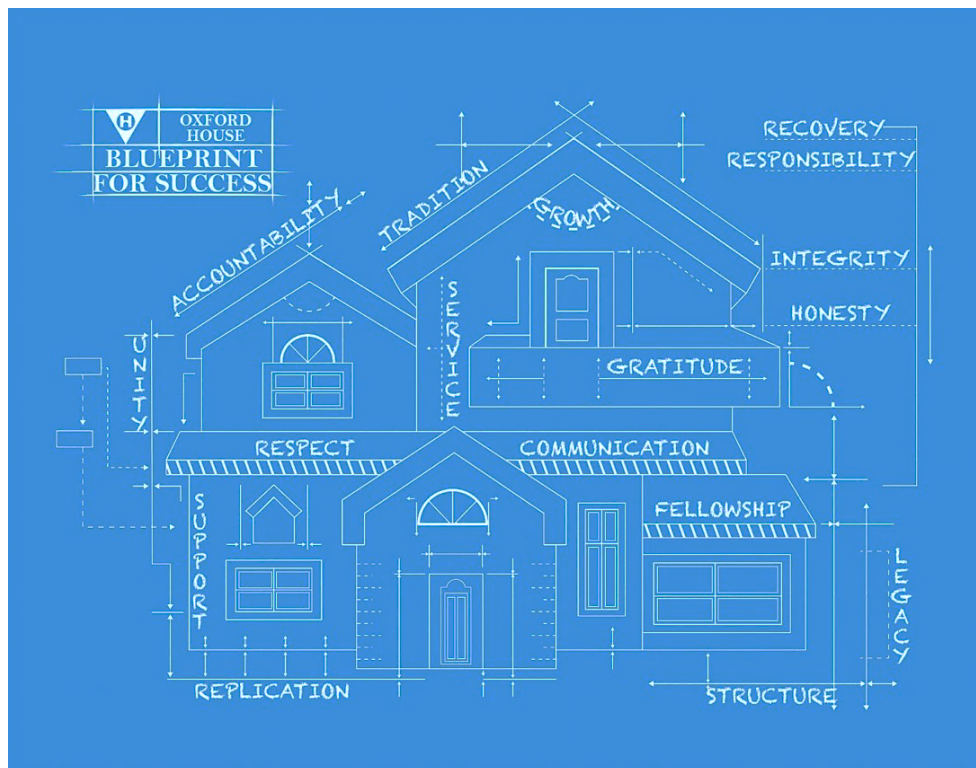 H
OXFORD
HOUSE
BLUEPRINT
FOR SUCCESS
RECOVERY
RESPONSIBILITY
TRADITION
ACCOUNTABILITY
GROWTH
INTEGRITY
SERVICE
HONESTY
UNITY
GRATITUDE
RESPECT
COMMUNICATION
SUPPORT
FELLOWSHIP
LEGACY
REPLICATION
STRUCTURE